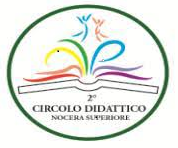 2°
CIRCOLO DIDATTICO
NOCERA SUPERIORE